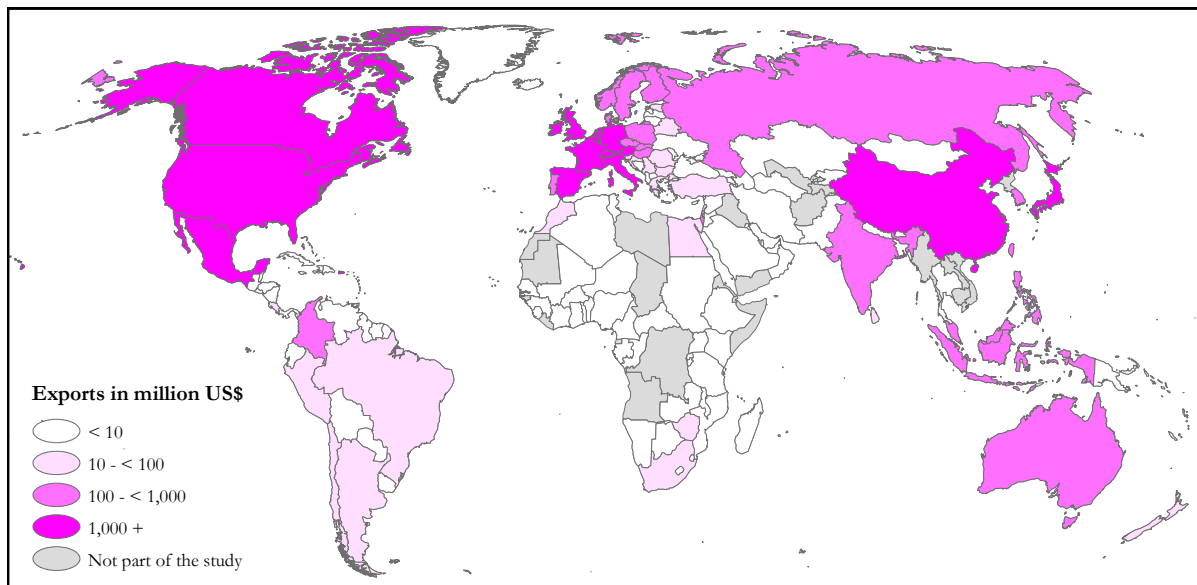 Exports in million US$
< 10
10 - < 100
100 - < 1,000
1,000 +
Not part of the study